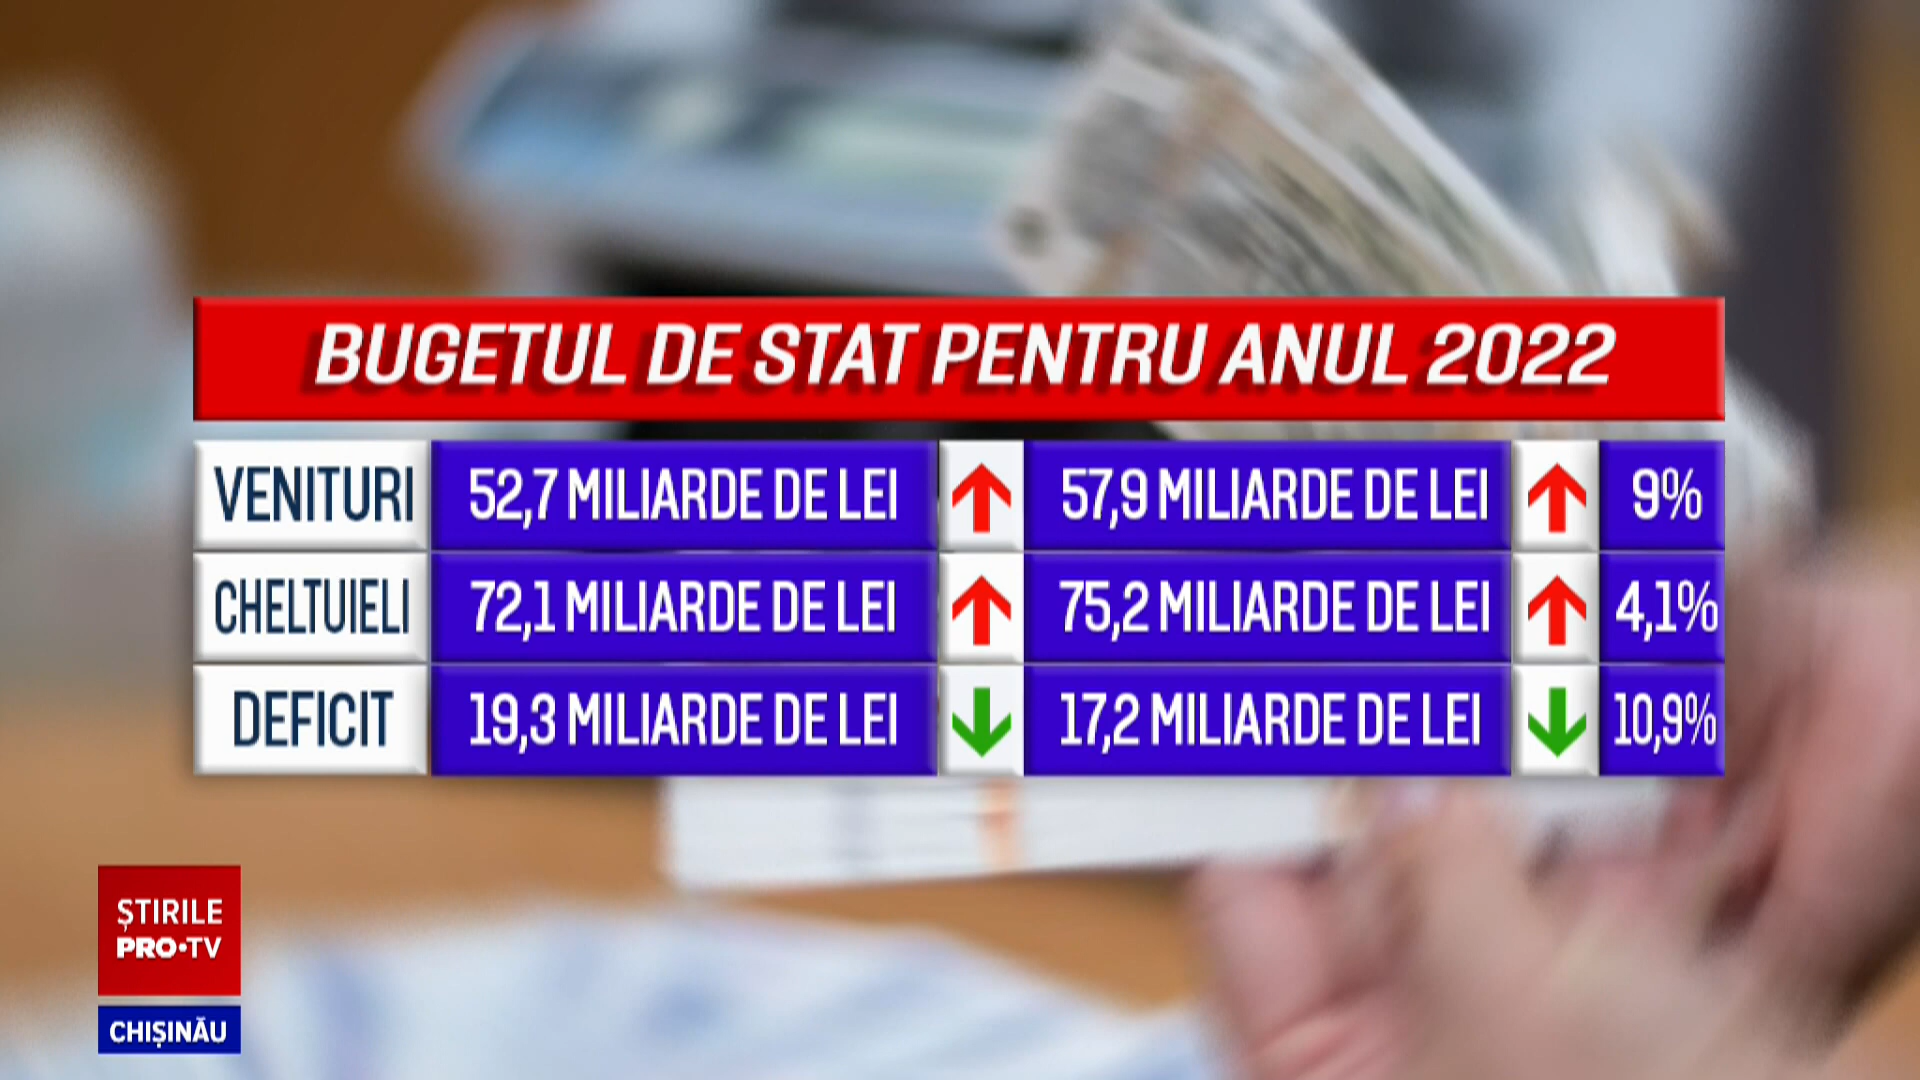 BUGETUL DE STAT PENTRU ANUL 2022
VENITURI 52,7 MILIARDE DE LEI 57,9 MILIARDE DE LEI 9%
CHELTUIELI 72,1 MILIARDE DE LEI 75,2 MILIARDE DE LEI 4,1%
DEFICIT 19,3 MILIARDE DE LEI 17,2 MILIARDE DE LEI 10,9%
ȘTIRILE
PRO•TV
CHIȘINĂU